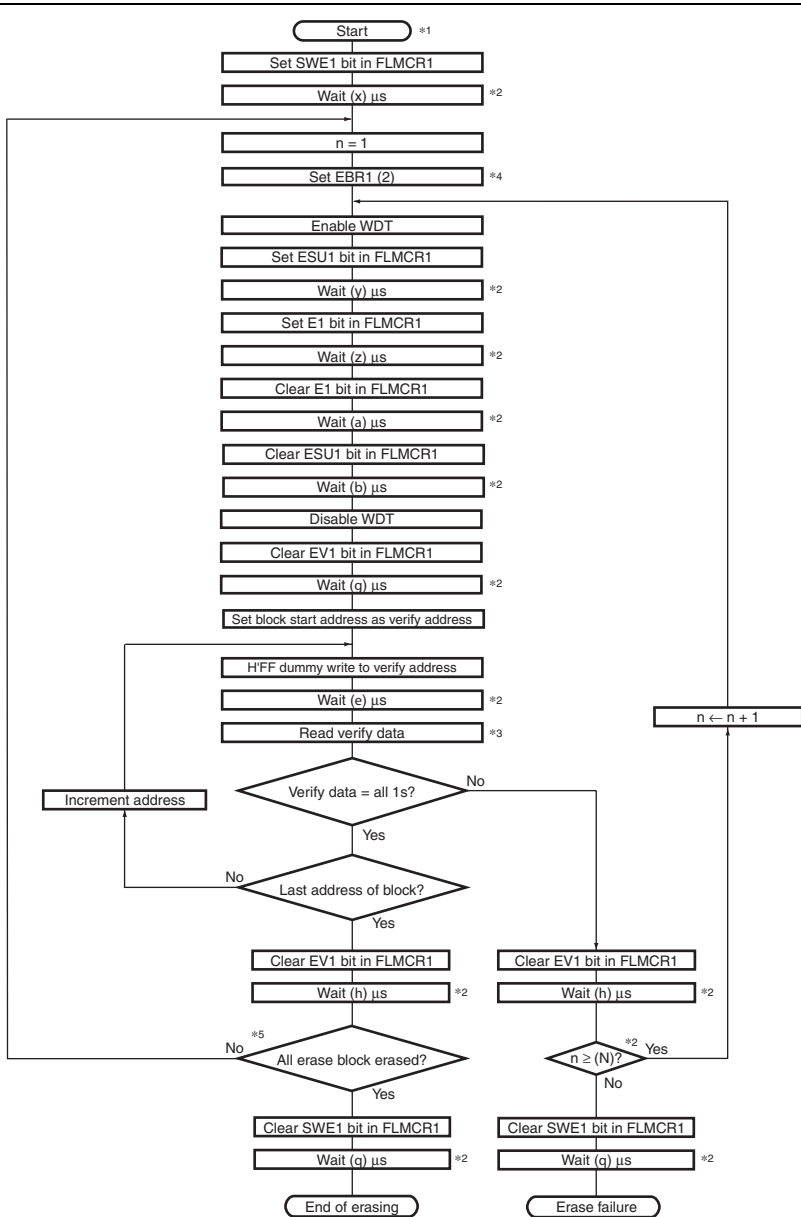 Start *1
Set SWE1 bit in FLMCR1
Wait (x) μs *2
n = 1
Set EBR1 (2) *4
Enable WDT
Set ESU1 bit in FLMCR1
Wait (y) μs *2
Set E1 bit in FLMCR1
Wait (z) μs *2
Clear E1 bit in FLMCR1
Wait (a) μs *2
Clear ESU1 bit in FLMCR1
Wait (b) μs *2
Disable WDT
Clear EV1 bit in FLMCR1
Wait (g) μs *2
Set block start address as verify address
H'FF dummy write to verify address
Wait (e) μs *2
n ← n + 1
Read verify data *3
Verify data = all 1s?
No
Increment address
Yes
Last address of block?
No
Yes
Clear EV1 bit in FLMCR1
Clear EV1 bit in FLMCR1
Wait (h) μs *2
Wait (h) μs *2
*5
No
All erase block erased?
Yes
*2
n ≥ (N)?
Yes
No
Clear SWE1 bit in FLMCR1
Clear SWE1 bit in FLMCR1
Wait (q) μs *2
Wait (q) μs *2
End of erasing
Erase failure